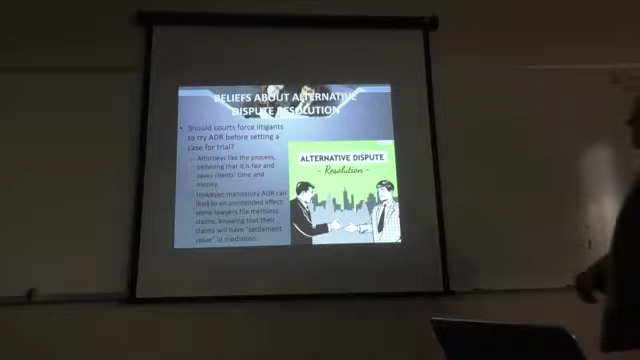 BELIEFS ABOUT ALTERNATIVE
DISPUTE RESOLUTION
• Should courts force litigants
to try ADR before setting a
case for trial?
– Attorneys like the process,
believing that it is fair and
saves clients' time and
money.
– However, mandatory ADR can
lead to an unintended effect:
some lawyers file meritless
claims, knowing that their
claims will have "settlement
value" in mediation.
ALTERNATIVE DISPUTE
- Resolution -